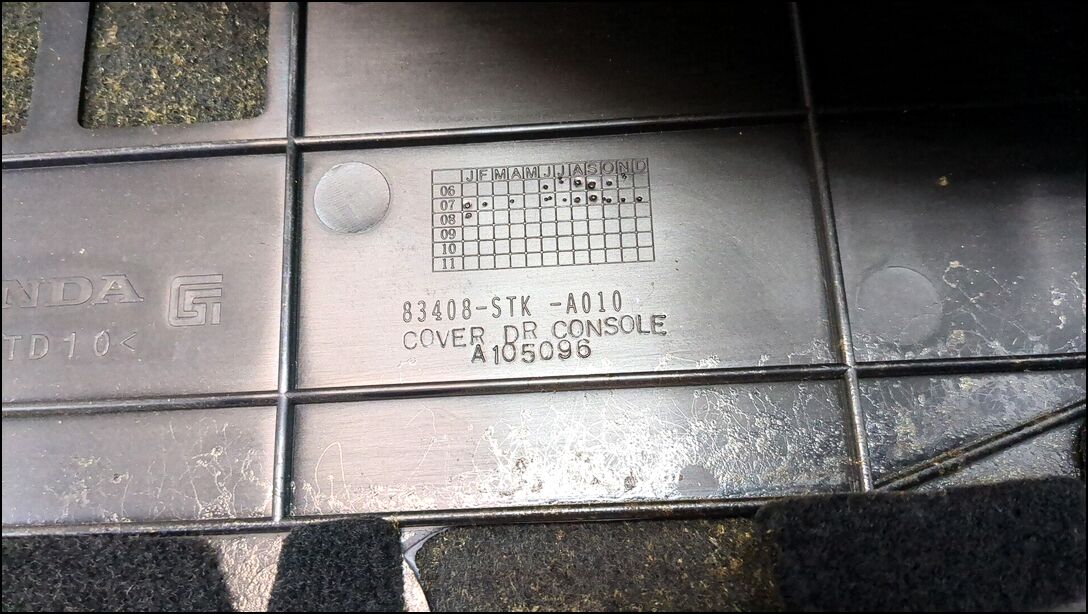 J F M A M J J A S O N D
06
07
08
09
10
11
NDA
TD10<
83408-STK -A010
COVER DR CONSOLE
A105096